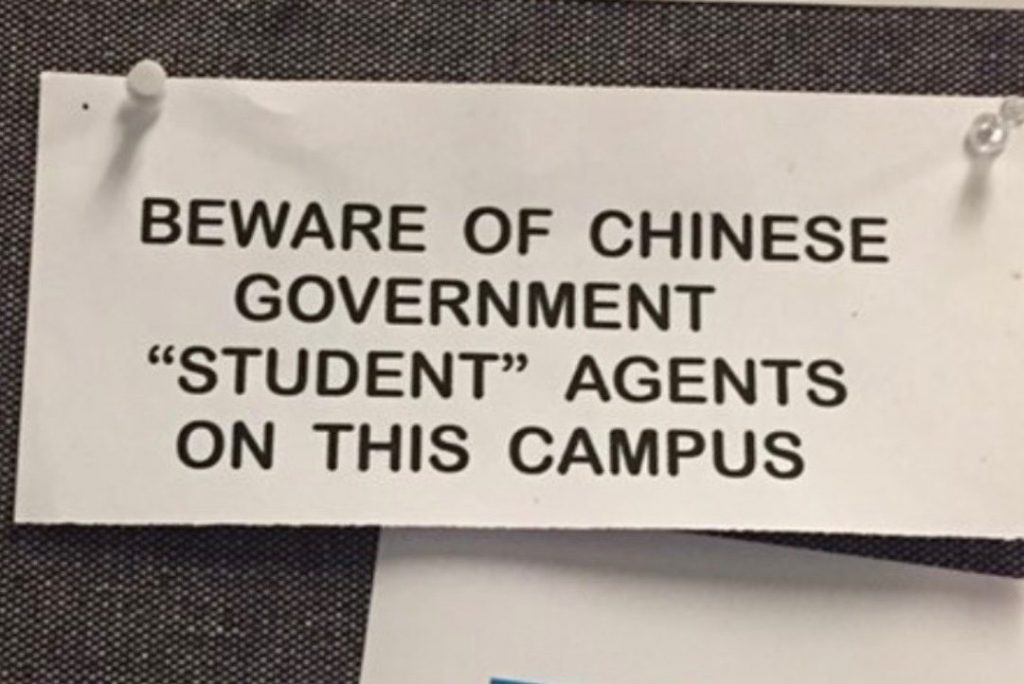 BEWARE OF CHINESE
GOVERNMENT
“STUDENT” AGENTS
ON THIS CAMPUS